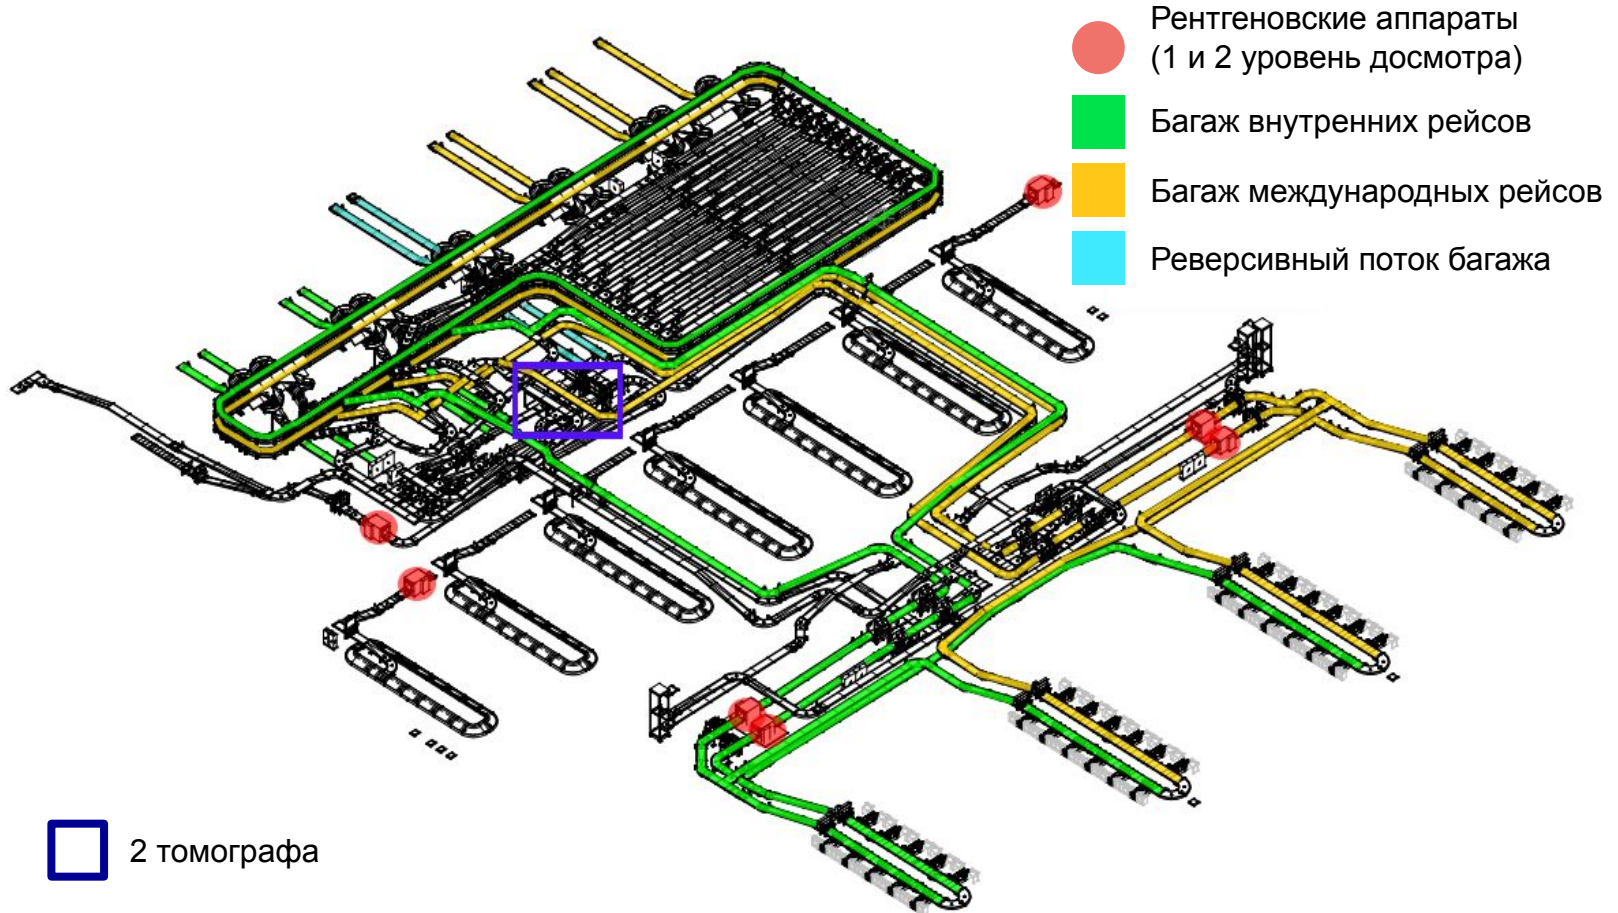 Рентгеновские аппараты
(1 и 2 уровень досмотра)
Багаж внутренних рейсов
Багаж международных рейсов
Реверсивный поток багажа
2 томографа